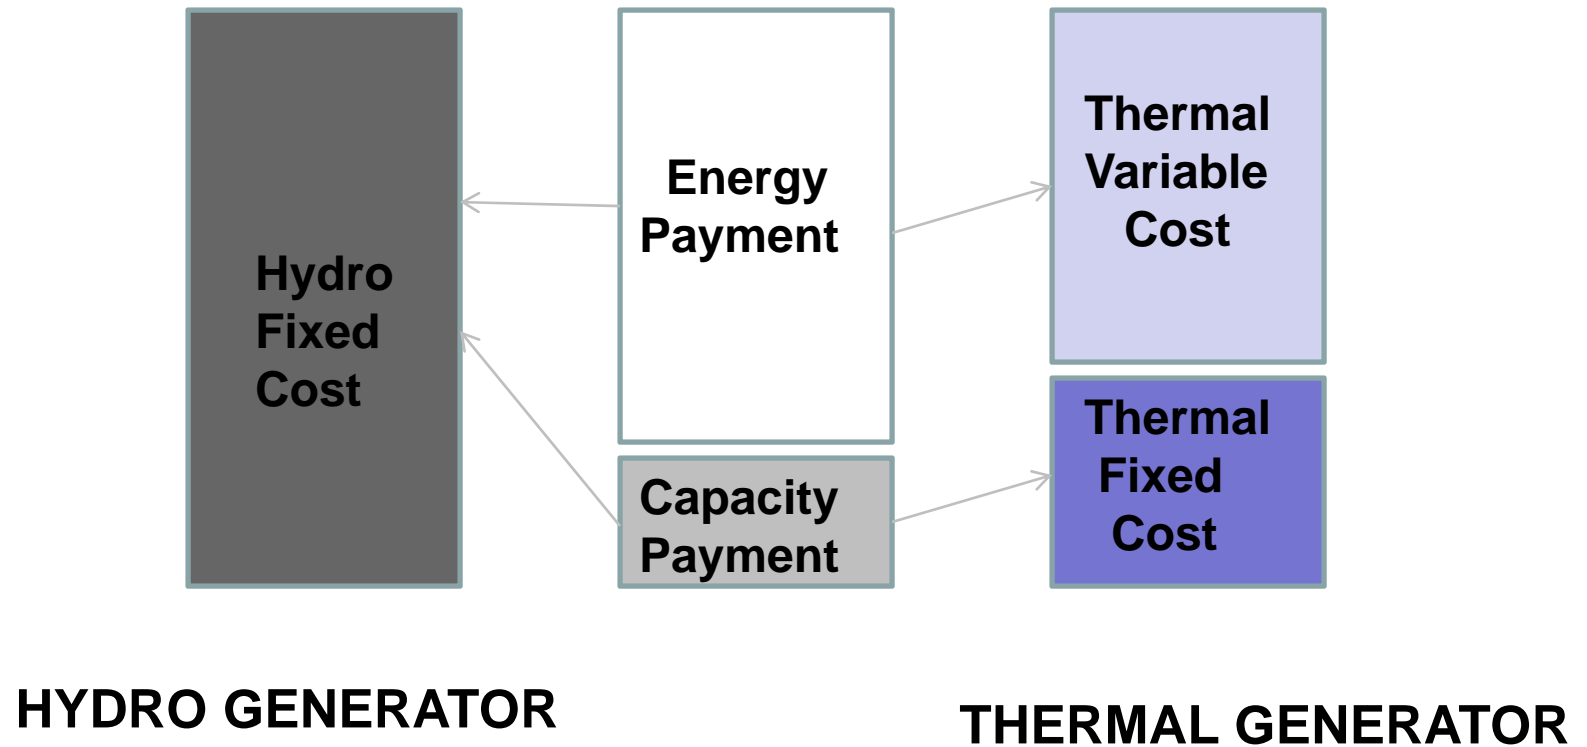 Hydro
Fixed
Cost
Energy
Payment
Capacity
Payment
Thermal
Variable
Cost
Thermal
Fixed
Cost
HYDRO GENERATOR
THERMAL GENERATOR